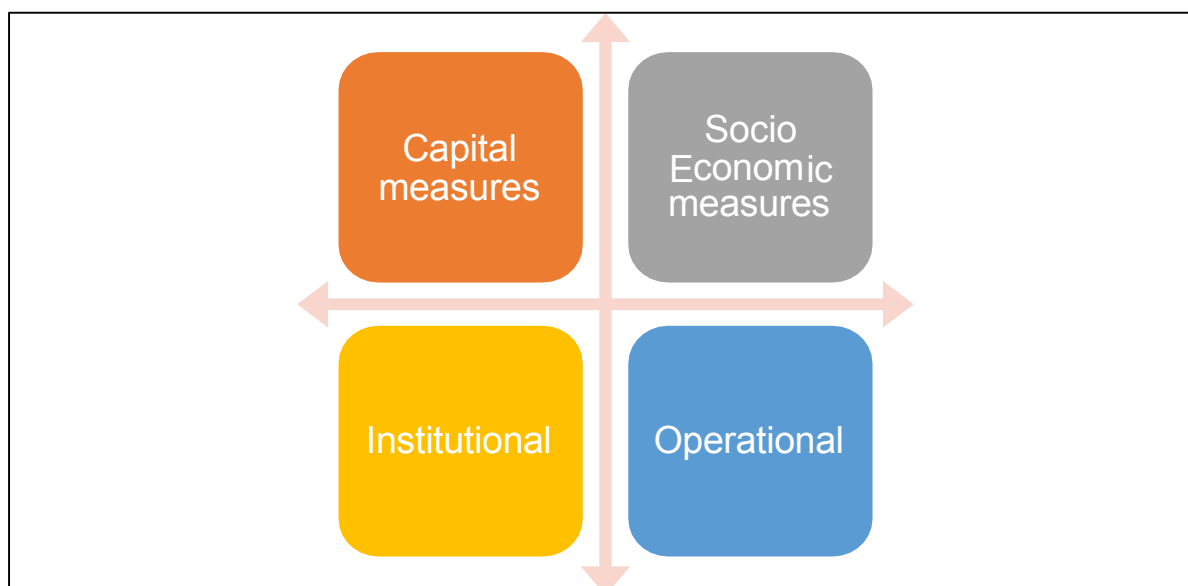 Capital
measures
Socio
Economic
measures
Institutional
Operational